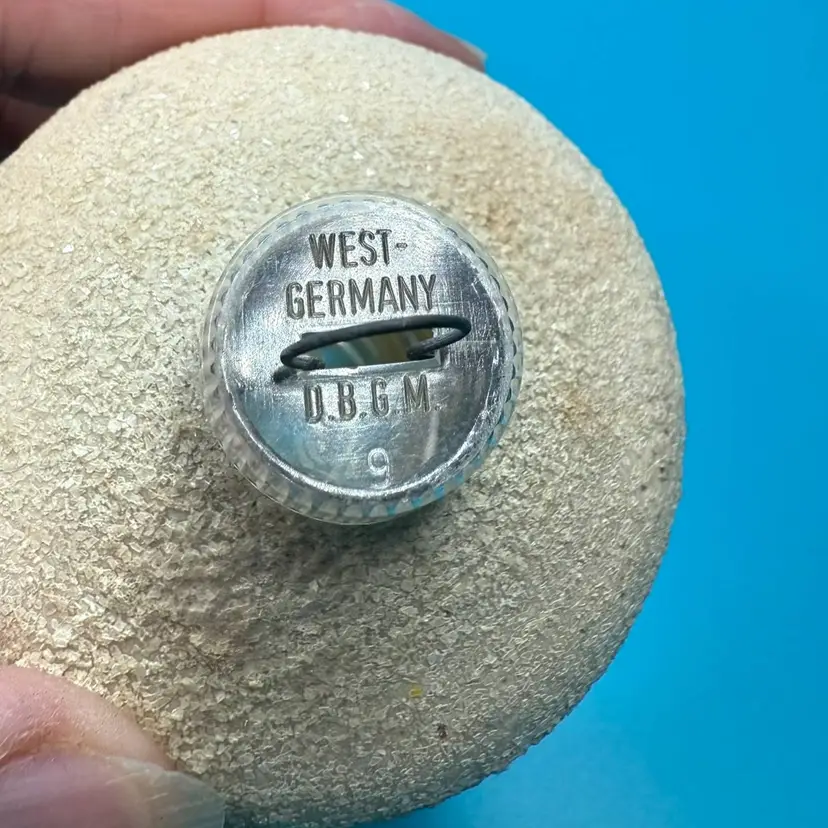 WEST-
GERMANY
D.B.G.M.
9